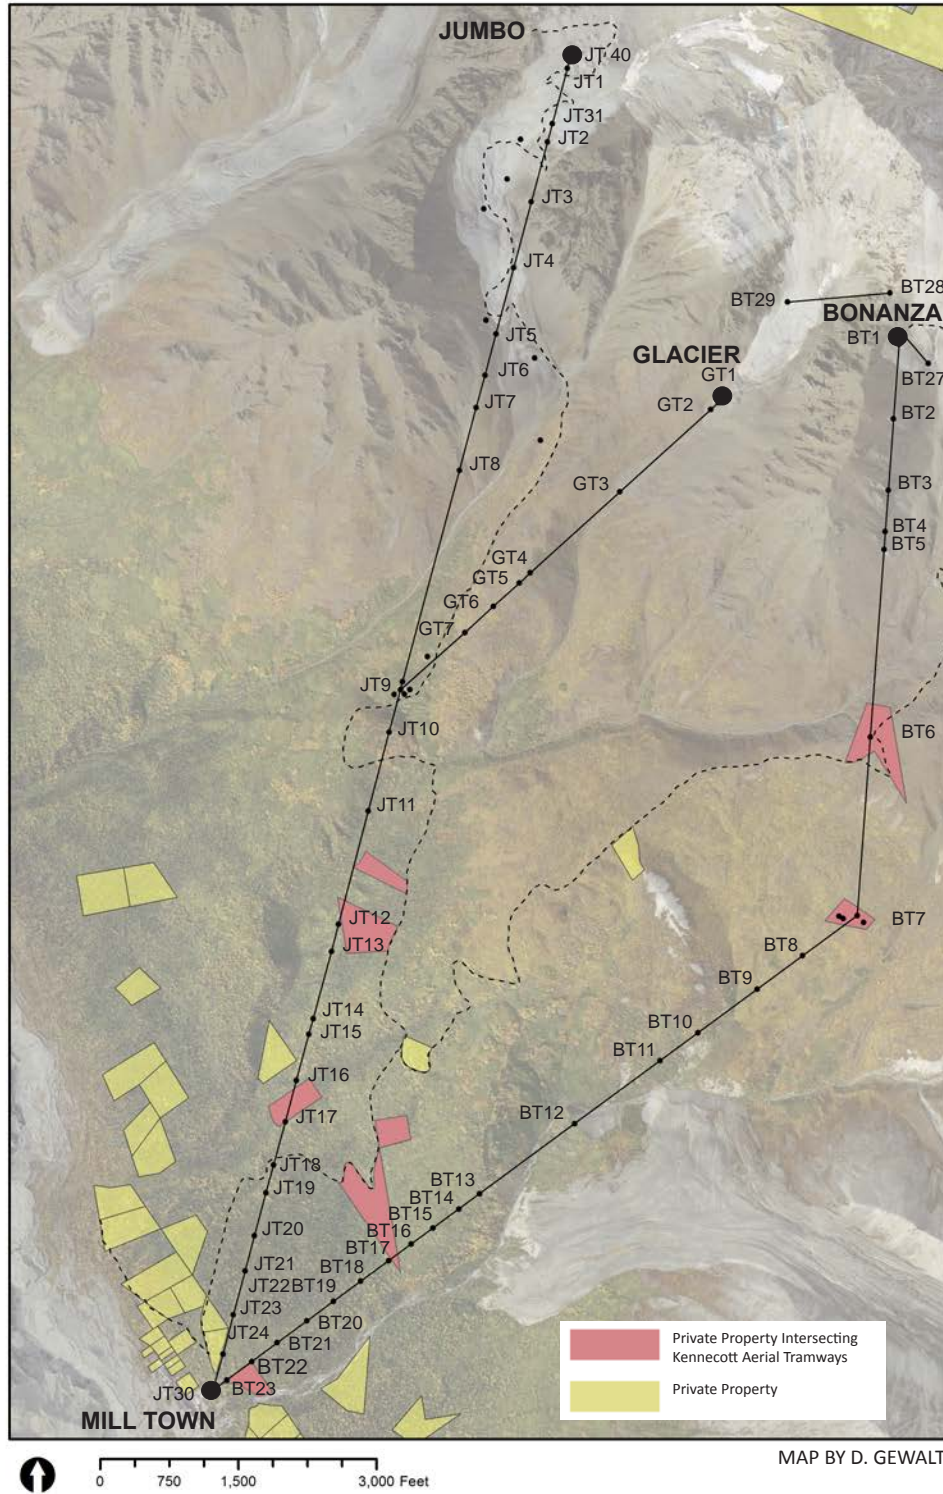 JUMBO
JT 40
JT1
JT31
JT2
JT3
JT4
BT28
BT29
BONANZA
BT1
JT5
GLACIER
BT27
JT6
GT1
JT7
GT2
BT2
JT8
GT3
BT3
BT4
BT5
GT4
GT5
GT6
GT7
JT9
JT10
BT6
JT11
JT12
BT7
JT13
BT8
BT9
JT14
BT10
JT15
BT11
JT16
BT12
JT17
JT18
BT13
JT19
BT14
BT15
JT20
BT16
BT17
JT21
BT18
JT22BT19
JT23
BT20
JT24
BT21
BT22
JT30
BT23
MILL TOWN
Private Property Intersecting
Kennecott Aerial Tramways
Private Property
MAP BY D. GEWALT
0 750 1,500 3,000 Feet